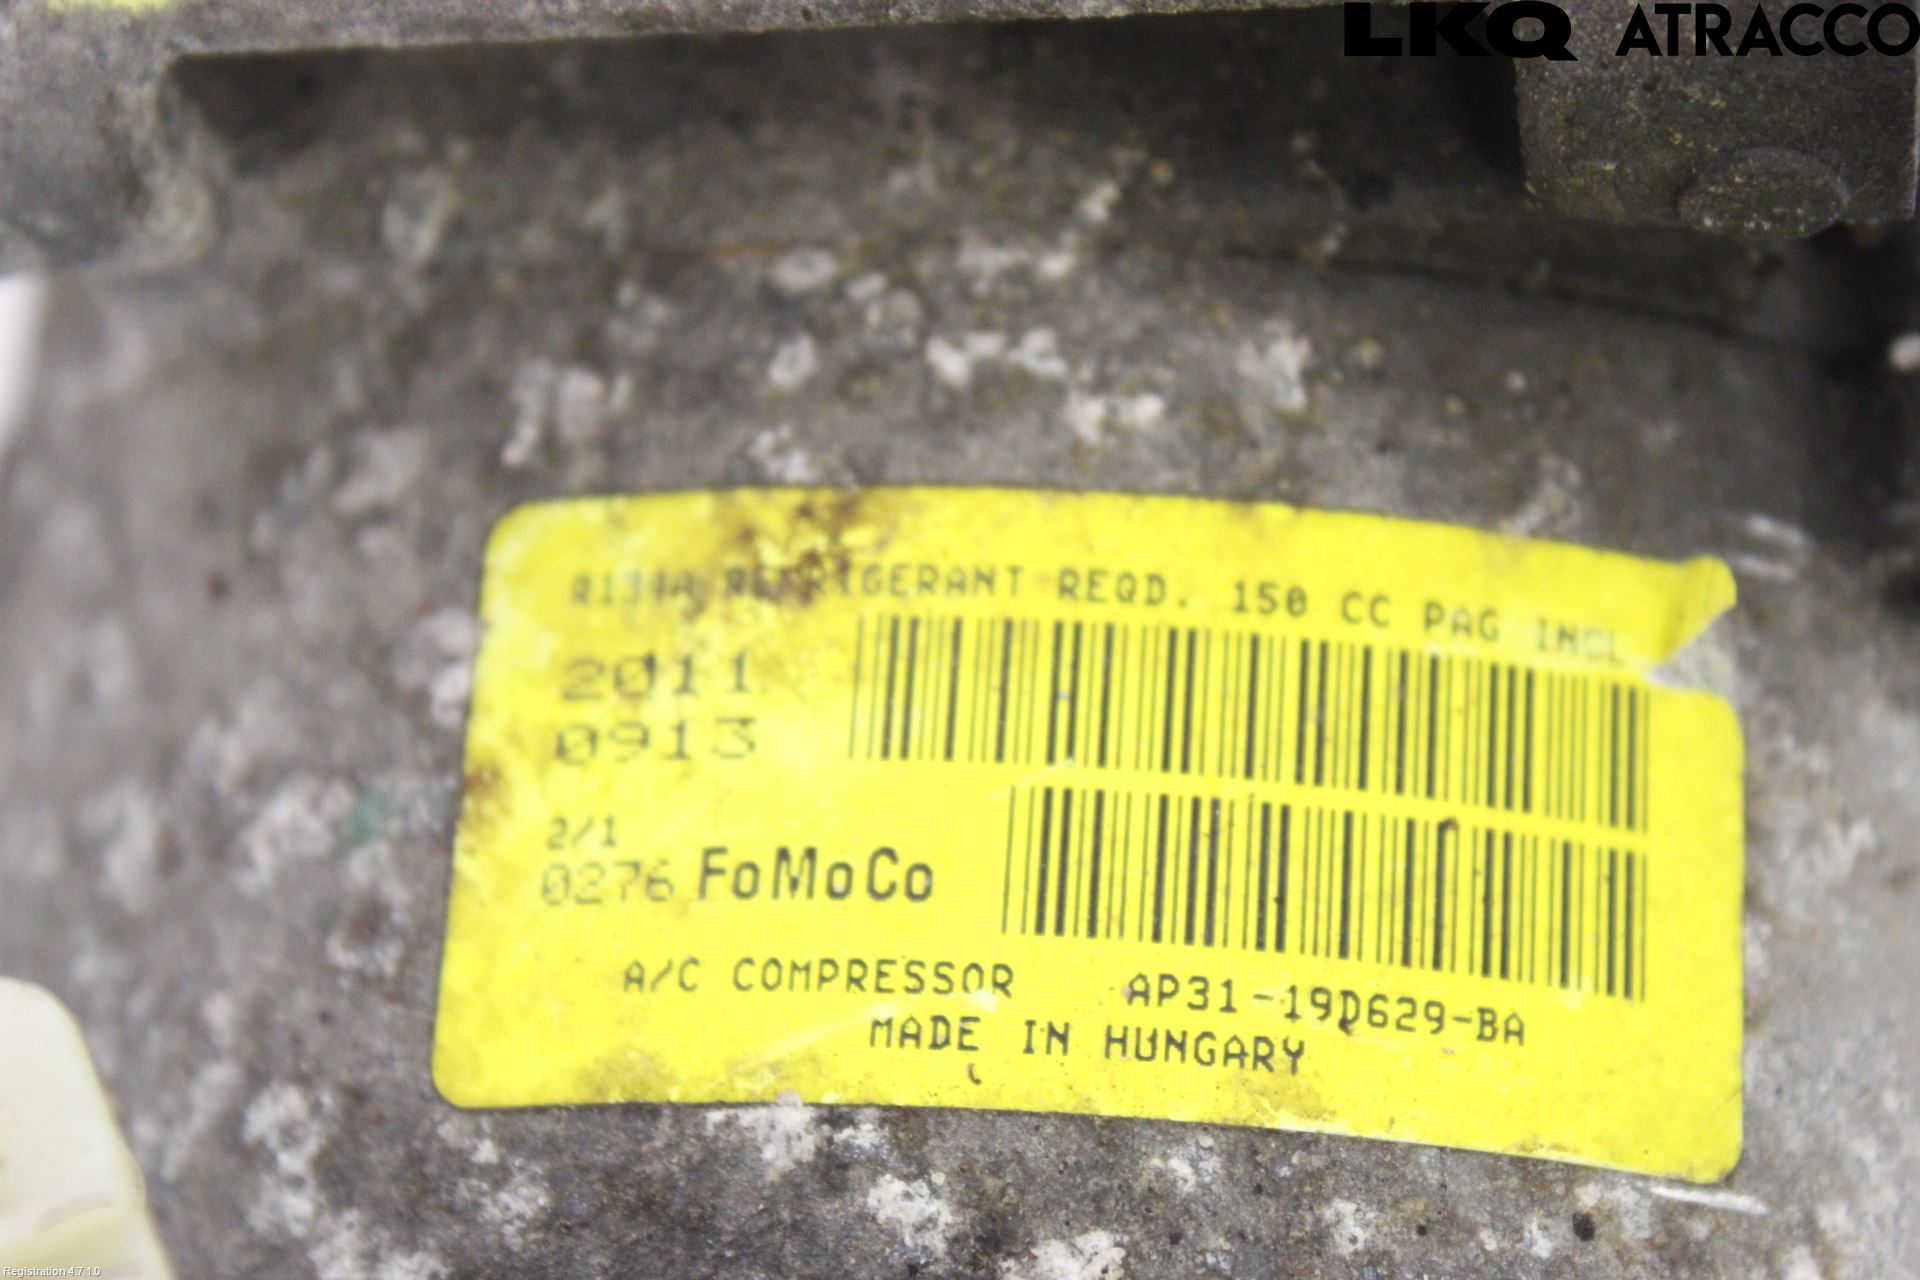 LKQ ATRACCO
R134A REFRIGERANT REQD. 150 CC PAG INCL
2011
0913
2/1
0276 FoMoCo
A/C COMPRESSOR AP31-19D629-BA
MADE IN HUNGARY
Registration 4.7.1.0